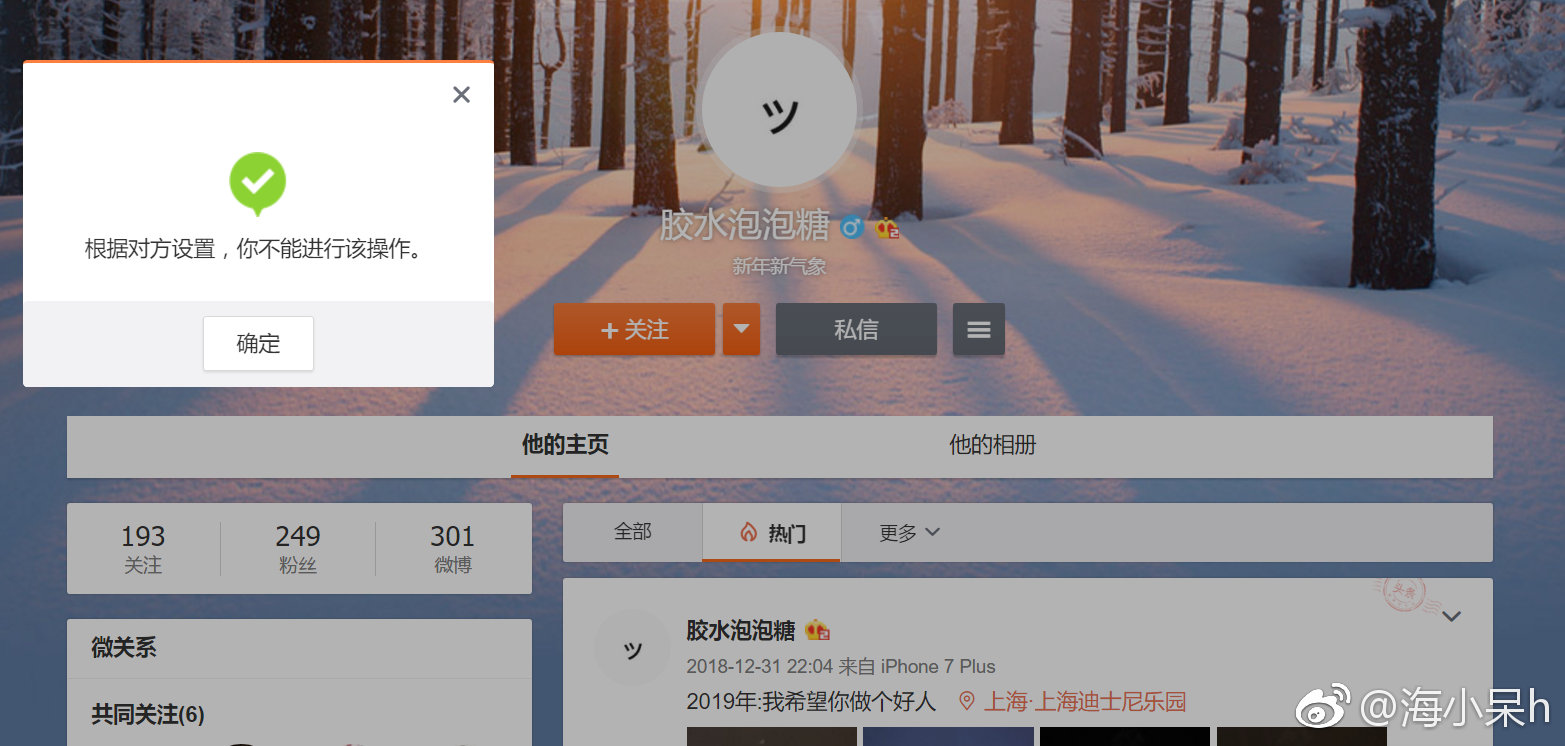 ツ
根据对方设置，你不能进行该操作。
确定
胶水泡泡糖
新年新气象
+关注
私信
他的主页
他的相册
193
关注
249
粉丝
301
微博
全部
热门
更多
微关系
共同关注(6)
头条
ツ
胶水泡泡糖
2018-12-31 22:04 来自 iPhone 7 Plus
2019年:我希望你做个好人 上海·上海迪士尼乐园
@海小呆h